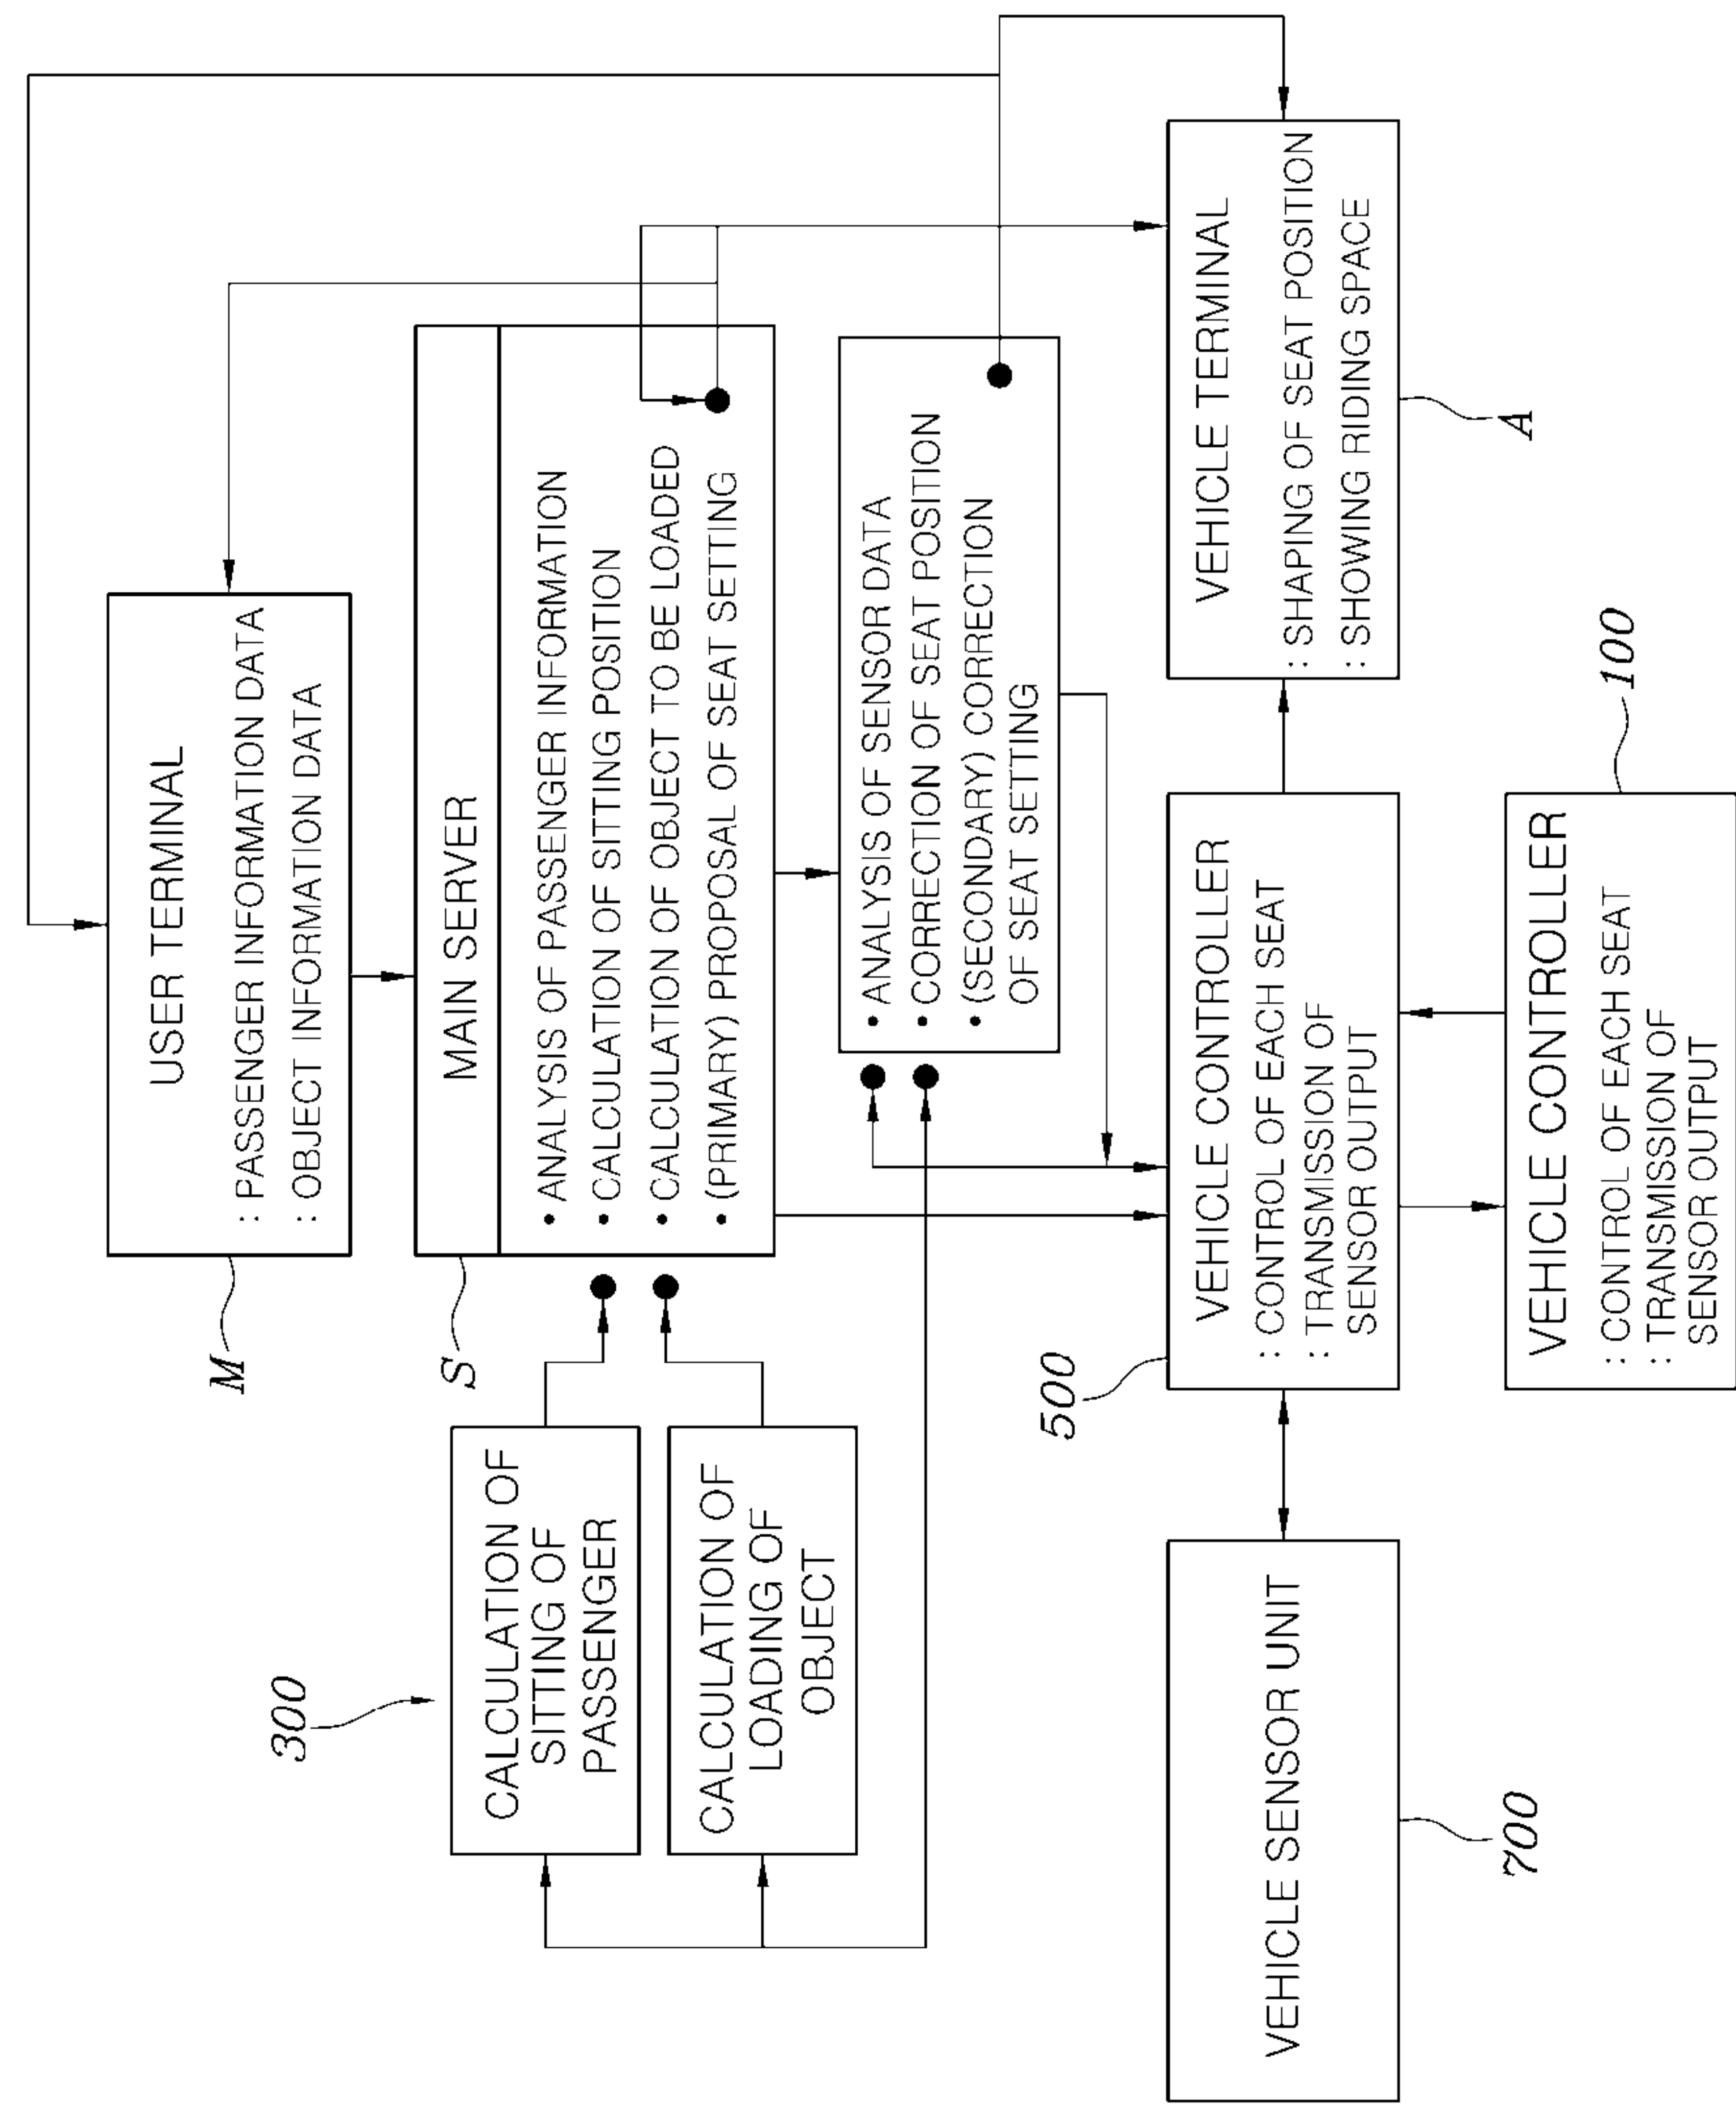 USER TERMINAL
: PASSENGER INFORMATION DATA
: OBJECT INFORMATION DATA
M
MAIN SERVER
• ANALYSIS OF PASSENGER INFORMATION
• CALCULATION OF SITTING POSITION
• CALCULATION OF OBJECT TO BE LOADED
• (PRIMARY) PROPOSAL OF SEAT SETTING
S
300
CALCULATION OF
SITTING OF
PASSENGER
CALCULATION OF
LOADING OF
OBJECT
• ANALYSIS OF SENSOR DATA
• CORRECTION OF SEAT POSITION
• (SECONDARY) CORRECTION
OF SEAT SETTING
VEHICLE SENSOR UNIT
700
500
VEHICLE CONTROLLER
: CONTROL OF EACH SEAT
: TRANSMISSION OF
SENSOR OUTPUT
VEHICLE TERMINAL
: SHAPING OF SEAT POSITION
: SHOWING RIDING SPACE
A
100
VEHICLE CONTROLLER
: CONTROL OF EACH SEAT
: TRANSMISSION OF
SENSOR OUTPUT